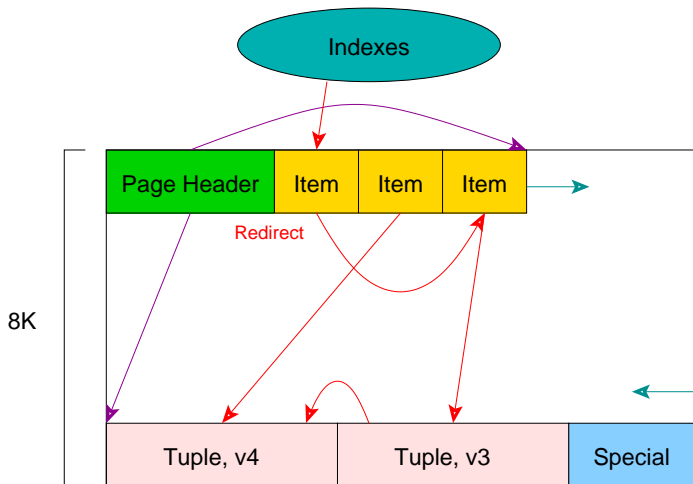 Indexes
Page Header Item Item Item
Redirect
8K
Tuple, v4 Tuple, v3 Special